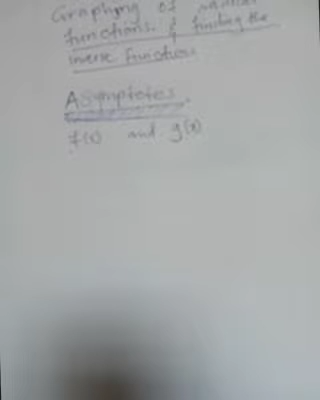 Graphing of
functions & finding the
inverse function
Asymptotes.
f(x) and g(x)